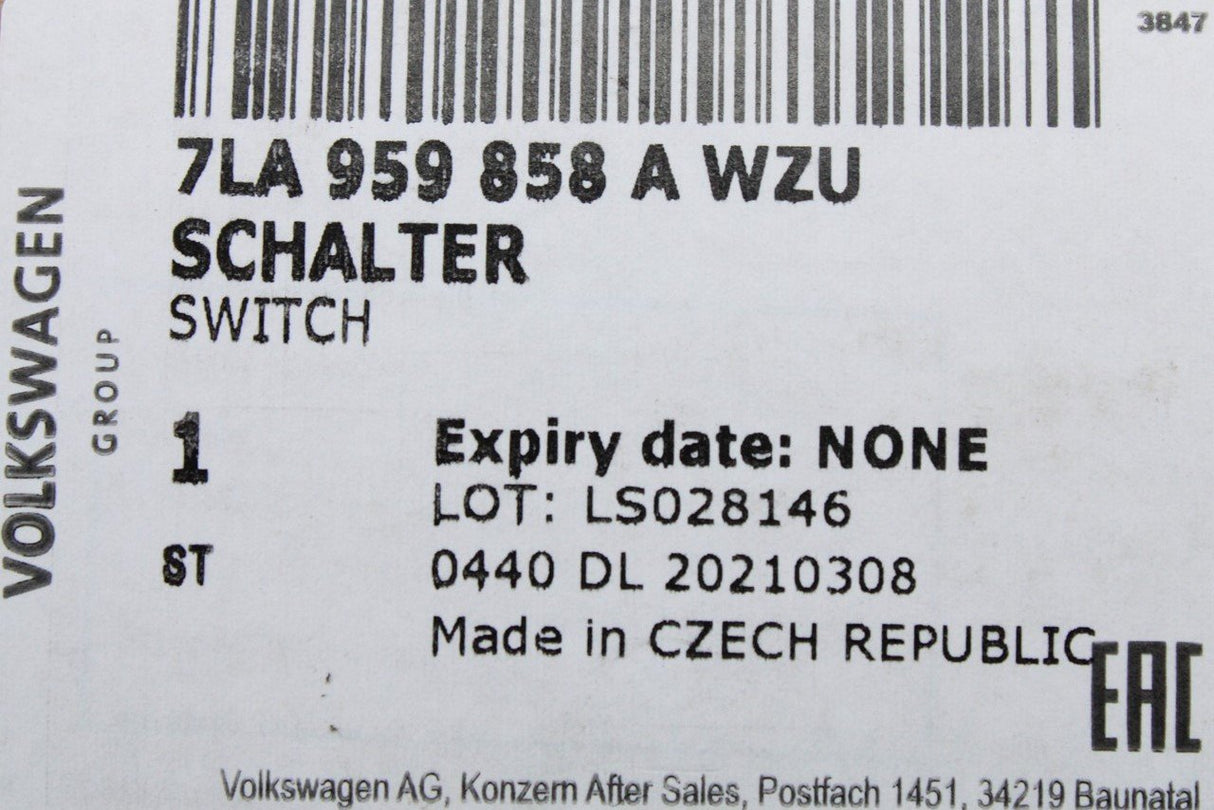 3847
7LA 959 858 A WZU
SCHALTER
SWITCH
VOLKSWAGEN
GROUP
1
ST
Expiry date: NONE
LOT: LS028146
0440 DL 20210308
Made in CZECH REPUBLIC
EAC
Volkswagen AG, Konzern After Sales, Postfach 1451, 34219 Baunatal